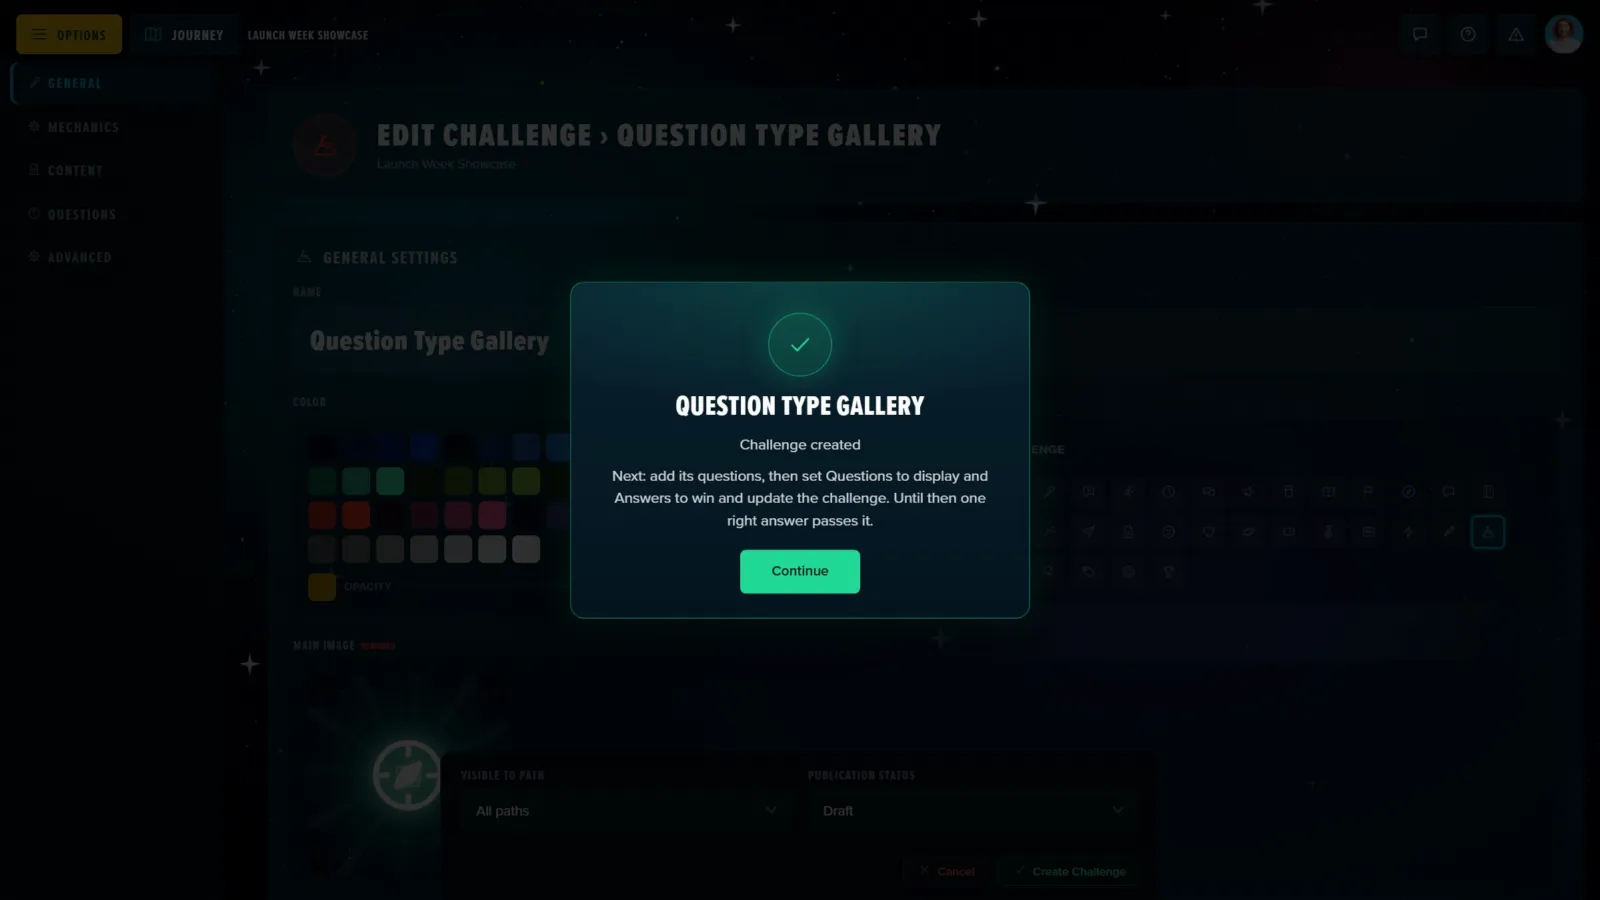 OPTIONS
JOURNEY
LAUNCH WEEK SHOWCASE
GENERAL
MECHANICS
CONTENT
QUESTIONS
ADVANCED
EDIT CHALLENGE › QUESTION TYPE GALLERY
Launch Week Showcase
GENERAL SETTINGS
NAME
Question Type Gallery
COLOR
ENGE
OPACITY
MAIN IMAGE
QUESTION TYPE GALLERY
Challenge created
Next: add its questions, then set Questions to display and
Answers to win and update the challenge. Until then one
right answer passes it.
Continue
VISIBLE TO PATH
PUBLICATION STATUS
All paths
Draft
Cancel
Create Challenge